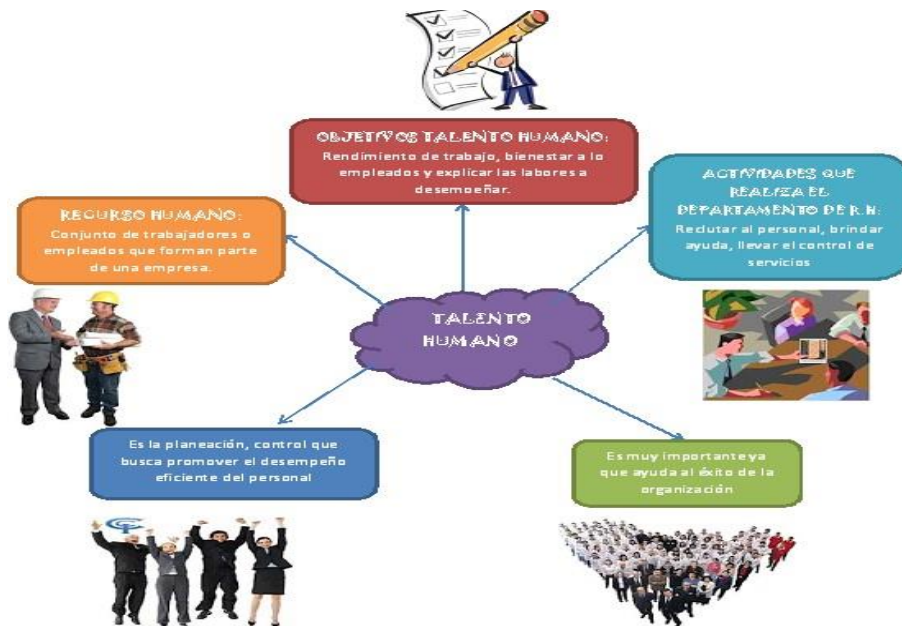 OBJETIVOS TALENTO HUMANO:
Rendimiento de trabajo, bienestar a lo
empleados y explicar las labores a
desempeñar.
ACTIVIDADES QUE
REALIZA EL
DEPARTAMENTO DE R.H:
Reclutar al personal, brindar
ayuda, llevar el control de
servicios
RECURSO HUMANO:
Conjunto de trabajadores o
empleados que forman parte
de una empresa.
TALENTO
HUMANO
Es la planeación, control que
busca promover el desempeño
eficiente del personal
Es muy importante ya
que ayuda al éxito de la
organización